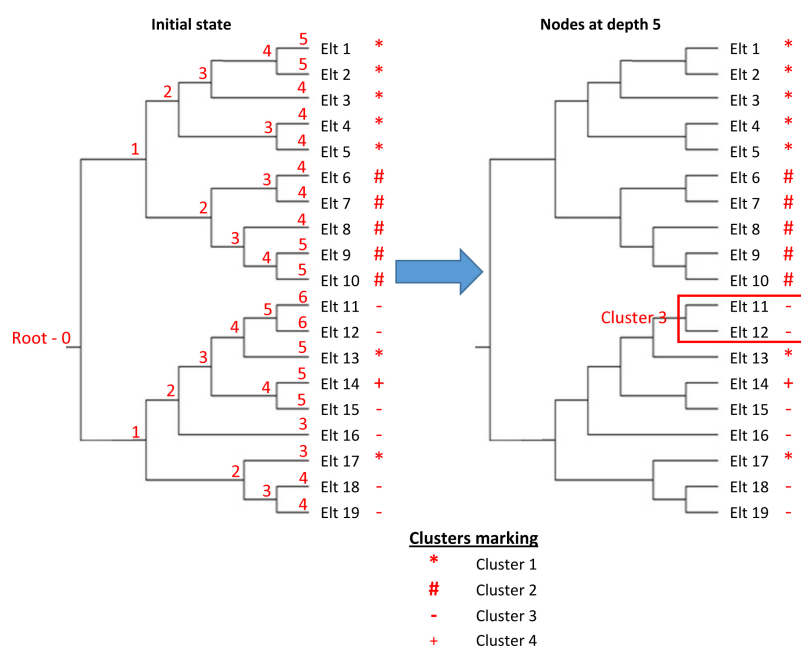 Initial state
Nodes at depth 5
5 Elt 1 *
4
5 Elt 2 *
3
4 Elt 3 *
2
4 Elt 4 *
3
4 Elt 5 *
1
4 Elt 6 #
3
4 Elt 7 #
2
4 Elt 8 #
3
5 Elt 9 #
4
5 Elt 10 #
6 Elt 11 -
5
6 Elt 12 -
4
5 Elt 13 *
3
5 Elt 14 +
4
5 Elt 15 -
2
3 Elt 16 -
1
3 Elt 17 *
2
4 Elt 18 -
3
4 Elt 19 -
Root - 0
Elt 1 *
Elt 2 *
Elt 3 *
Elt 4 *
Elt 5 *
Elt 6 #
Elt 7 #
Elt 8 #
Elt 9 #
Elt 10 #
Elt 11 -
Cluster 3
Elt 12 -
Elt 13 *
Elt 14 +
Elt 15 -
Elt 16 -
Elt 17 *
Elt 18 -
Elt 19 -
Clusters marking
* Cluster 1
# Cluster 2
- Cluster 3
+ Cluster 4